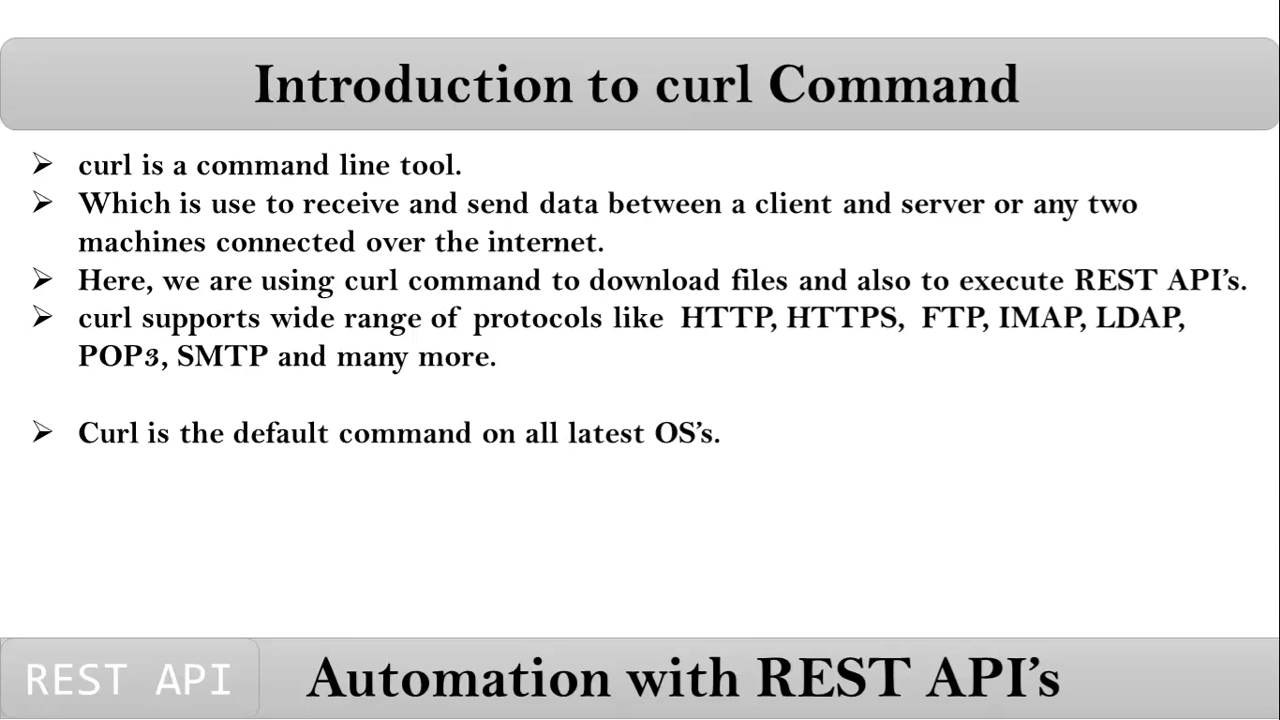 Introduction to curl Command
➢ curl is a command line tool.
➢ Which is use to receive and send data between a client and server or any two
machines connected over the internet.
➢ Here, we are using curl command to download files and also to execute REST API’s.
➢ curl supports wide range of protocols like HTTP, HTTPS, FTP, IMAP, LDAP,
POP3, SMTP and many more.
➢ Curl is the default command on all latest OS’s.
REST API
Automation with REST API’s